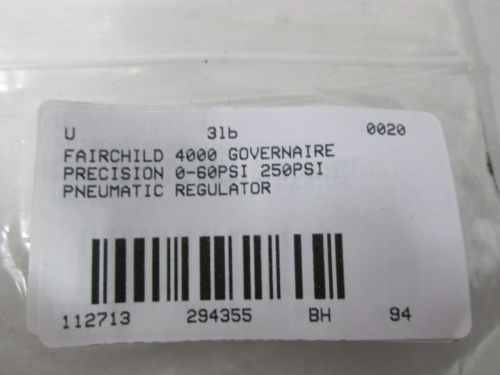 U 31b 0020
FAIRCHILD 4000 GOVERNAIRE
PRECISION 0-60PSI 250PSI
PNEUMATIC REGULATOR
112713 294355 BH 94